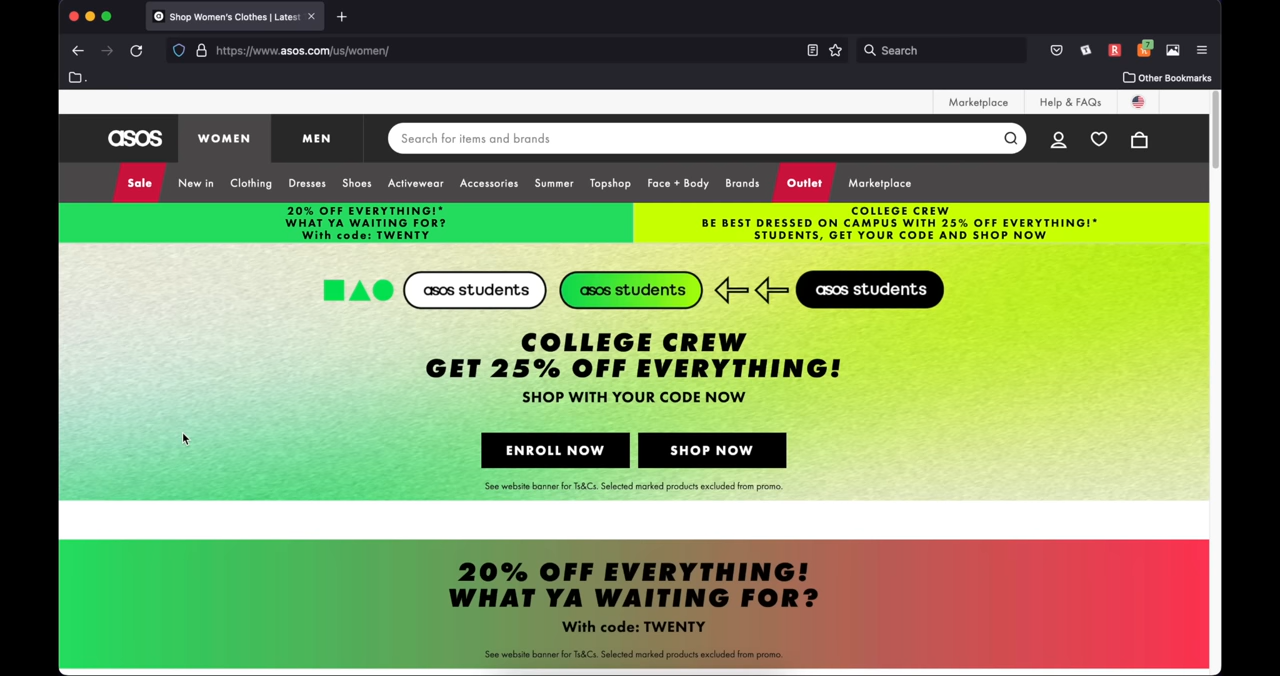 Shop Women's Clothes | Latest
https://www.asos.com/us/women/
Search
R
7
.
Other Bookmarks
Marketplace
Help & FAQs
asos
WOMEN
MEN
Search for items and brands
Sale
New in
Clothing
Dresses
Shoes
Activewear
Accessories
Summer
Topshop
Face + Body
Brands
Outlet
Marketplace
20% OFF EVERYTHING!*
WHAT YA WAITING FOR?
With code: TWENTY
COLLEGE CREW
BE BEST DRESSED ON CAMPUS WITH 25% OFF EVERYTHING!*
STUDENTS, GET YOUR CODE AND SHOP NOW
asos students
asos students
asos students
COLLEGE CREW
GET 25% OFF EVERYTHING!
SHOP WITH YOUR CODE NOW
ENROLL NOW
SHOP NOW
See website banner for Ts&Cs. Selected marked products excluded from promo.
20% OFF EVERYTHING!
WHAT YA WAITING FOR?
With code: TWENTY
See website banner for Ts&Cs. Selected marked products excluded from promo.